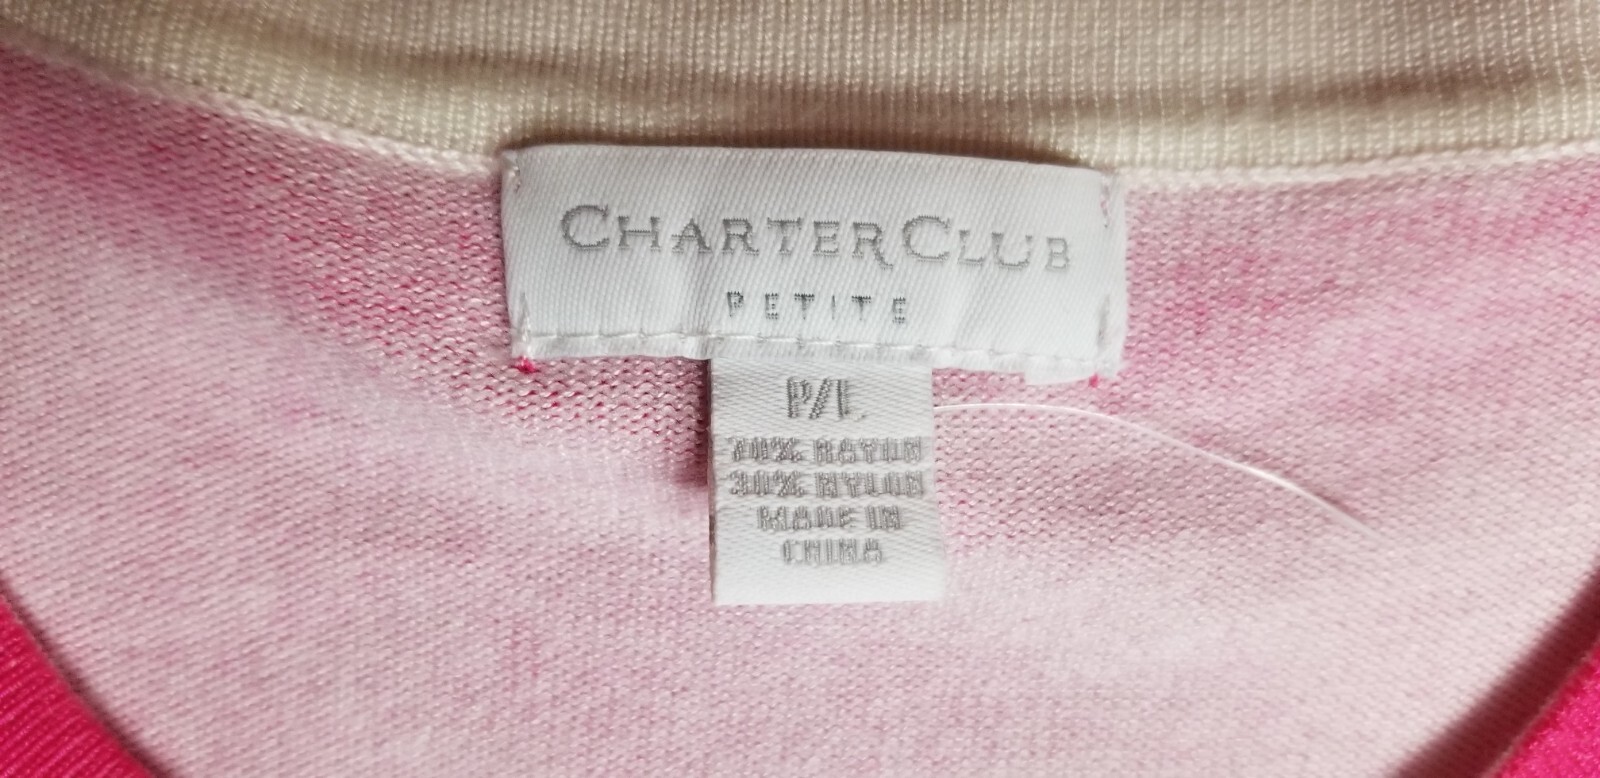 CHARTER CLUB
PETITE
P/L
70% RAYON
30% NYLON
MADE IN
CHINA